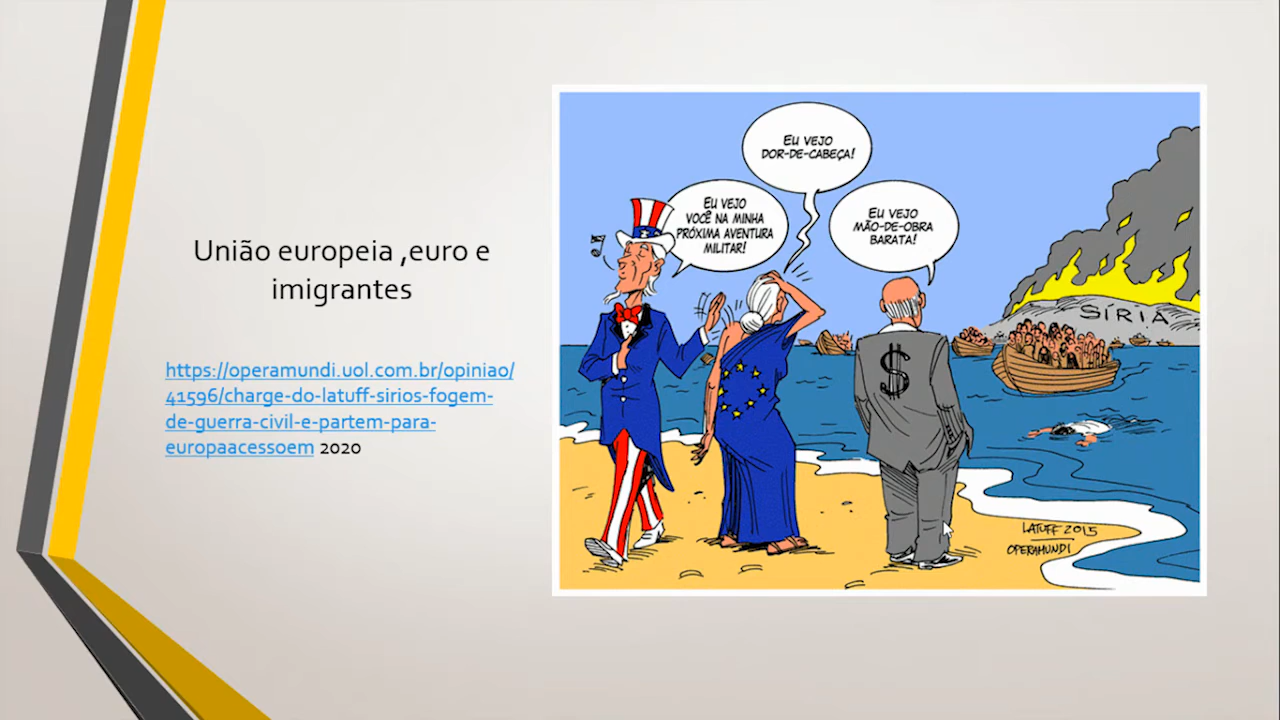 União europeia ,euro e
imigrantes
https://operamundi.uol.com.br/opiniao/
41596/charge-do-latuff-sirios-fogem-
de-guerra-civil-e-partem-para-
europaacessoem 2020
EU VEJO
DOR-DE-CABEÇA!
EU VEJO
VOCÊ NA MINHA
PRÓXIMA AVENTURA
MILITAR!
EU VEJO
MÃO-DE-OBRA
BARATA!
SÍRIA
$
LATUFF 2015
OPERAMUNDI